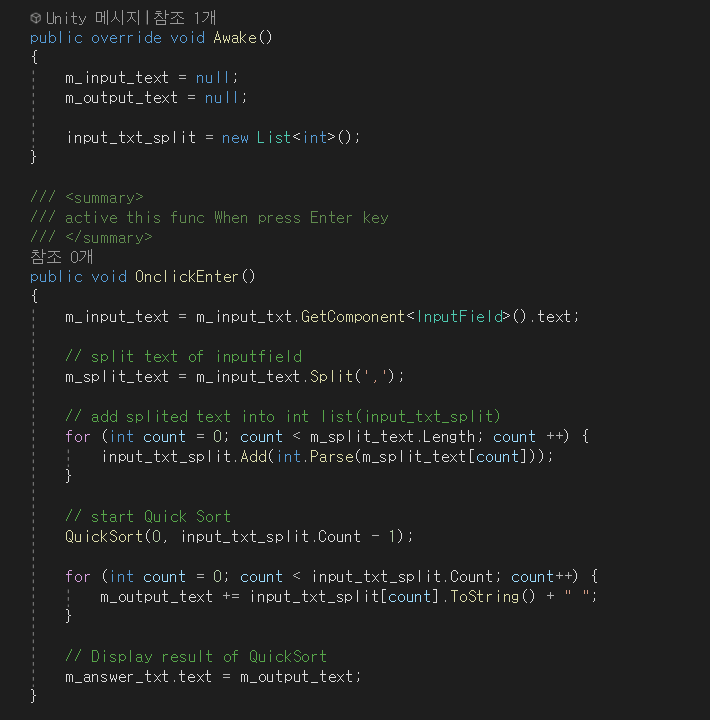 Unity 메시지|참조 1개
public override void Awake()
{
m_input_text = null;
m_output_text = null;
input_txt_split = new List<int>();
}
/// <summary>
/// active this func When press Enter key
/// </summary>
참조 0개
public void OnclickEnter()
{
m_input_text = m_input_txt.GetComponent<InputField>().text;
// split text of inputfield
m_split_text = m_input_text.Split(',');
// add splited text into int list(input_txt_split)
for (int count = 0; count < m_split_text.Length; count ++) {
input_txt_split.Add(int.Parse(m_split_text[count]));
}
// start Quick Sort
QuickSort(0, input_txt_split.Count - 1);
for (int count = 0; count < input_txt_split.Count; count++) {
m_output_text += input_txt_split[count].ToString() + " ";
}
// Display result of QuickSort
m_answer_txt.text = m_output_text;
}